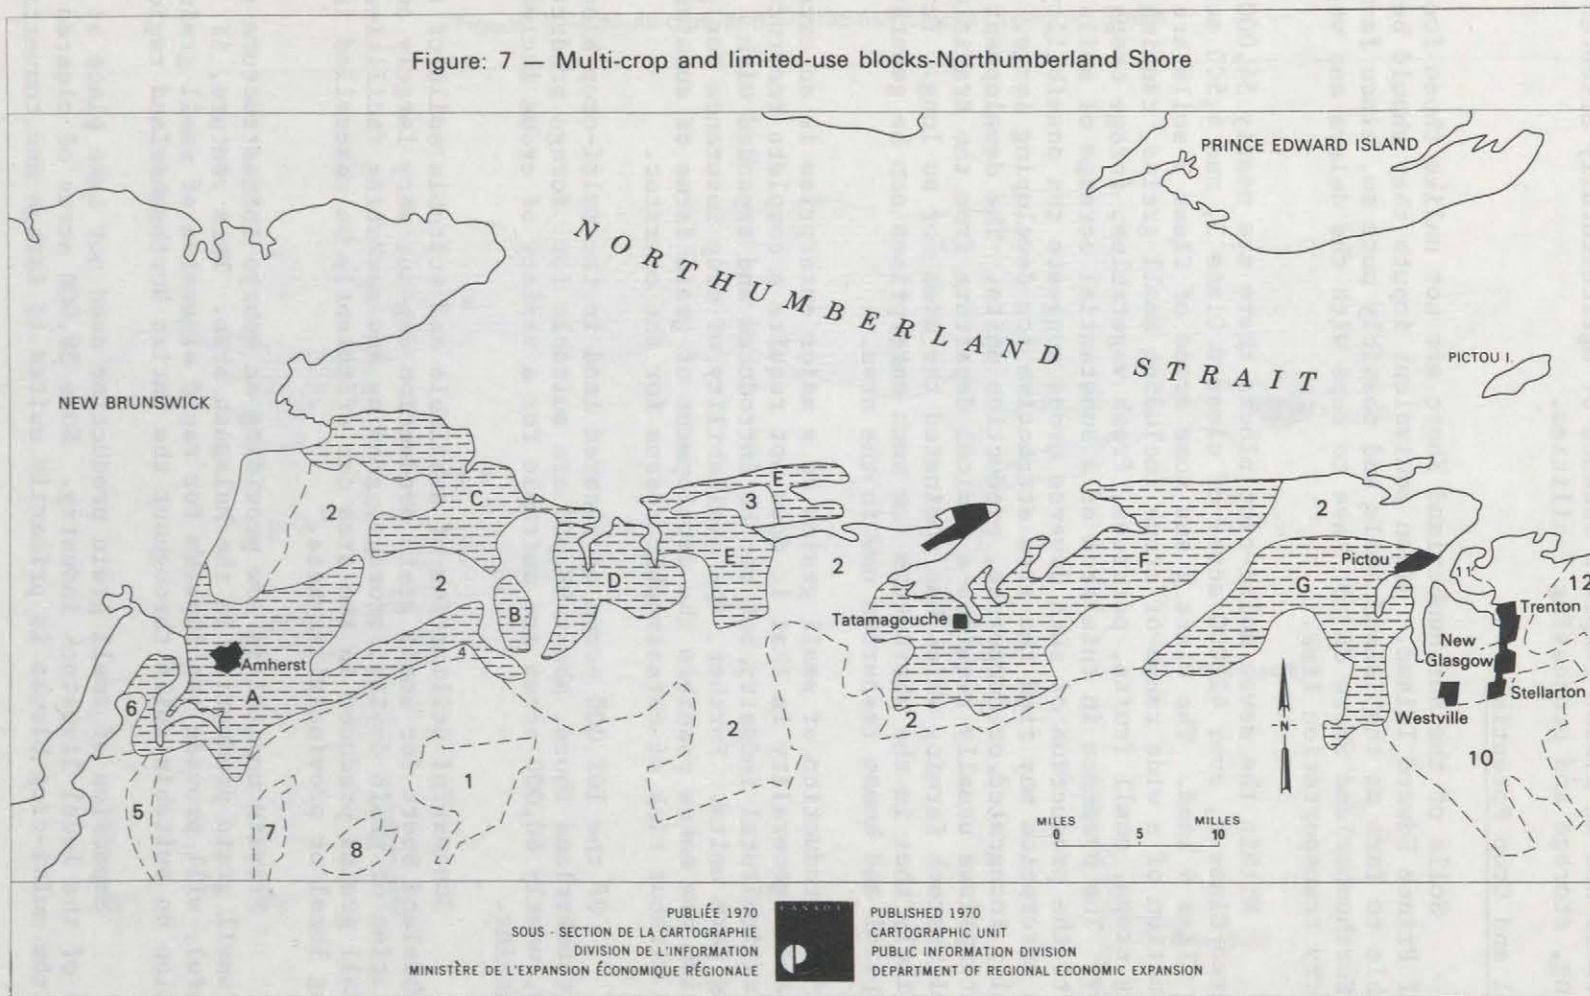 Figure: 7 — Multi-crop and limited-use blocks-Northumberland Shore
PRINCE EDWARD ISLAND
NORTHUMBERLAND STRAIT
PICTOU I.
NEW BRUNSWICK
E
3
C
2
2
F
E
2
D
2
Pictou
G
11
12
B
Tatamagouche
Trenton
New
Glasgow
4
Amherst
A
6
Stellarton
Westville
2
2
N
10
1
5
7
8
MILES
MILLES
0
5
10
PUBLIÉE 1970
SOUS - SECTION DE LA CARTOGRAPHIE
DIVISION DE L'INFORMATION
MINISTÈRE DE L'EXPANSION ÉCONOMIQUE RÉGIONALE
CANADA
e
PUBLISHED 1970
CARTOGRAPHIC UNIT
PUBLIC INFORMATION DIVISION
DEPARTMENT OF REGIONAL ECONOMIC EXPANSION